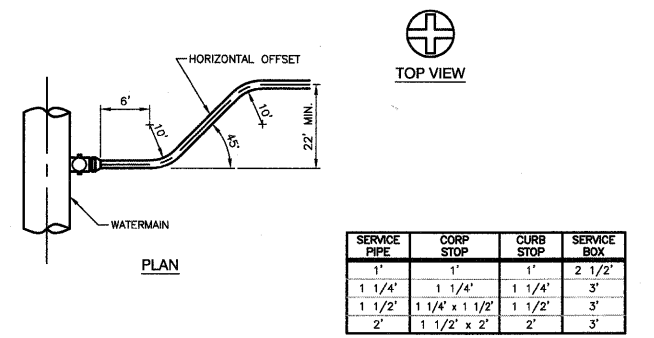 TOP VIEW
HORIZONTAL OFFSET
6'
10'
10'
45'
22' MIN.
WATERMAIN
PLAN
SERVICE PIPE CORP STOP CURB STOP SERVICE BOX
1' 1' 1' 2 1/2'
1 1/4' 1 1/4' 1 1/4' 3'
1 1/2' 1 1/4' x 1 1/2' 1 1/2' 3'
2' 1 1/2' x 2' 2' 3'